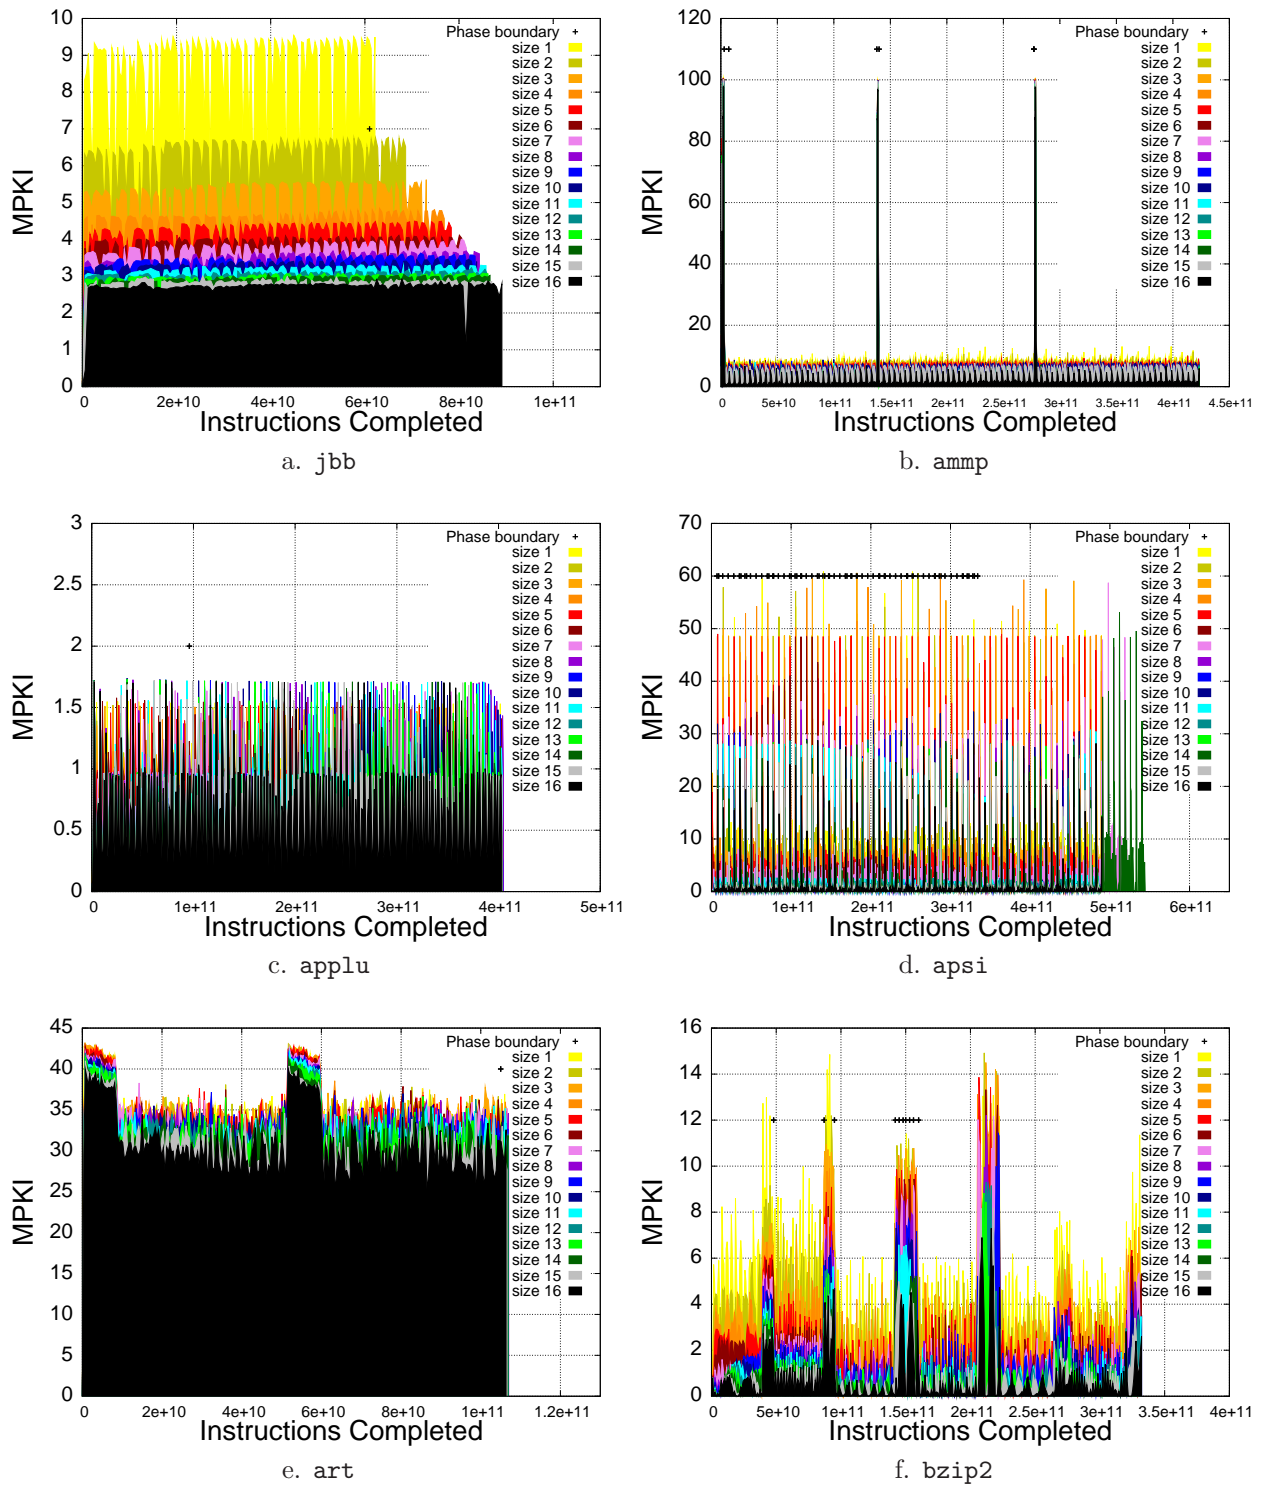 MPKI
10
9
8
7
6
5
4
3
2
1
0
0
2e+10
4e+10
6e+10
8e+10
1e+11
Instructions Completed
Phase boundary
size 1
size 2
size 3
size 4
size 5
size 6
size 7
size 8
size 9
size 10
size 11
size 12
size 13
size 14
size 15
size 16
a. jbb
MPKI
120
100
80
60
40
20
0
0
5e+10
1e+11
1.5e+11
2e+11
2.5e+11
3e+11
3.5e+11
4e+11
4.5e+11
Instructions Completed
Phase boundary
size 1
size 2
size 3
size 4
size 5
size 6
size 7
size 8
size 9
size 10
size 11
size 12
size 13
size 14
size 15
size 16
b. ammp
MPKI
3
2.5
2
1.5
1
0.5
0
0
1e+11
2e+11
3e+11
4e+11
5e+11
Instructions Completed
Phase boundary
size 1
size 2
size 3
size 4
size 5
size 6
size 7
size 8
size 9
size 10
size 11
size 12
size 13
size 14
size 15
size 16
c. applu
MPKI
70
60
50
40
30
20
10
0
0
1e+11
2e+11
3e+11
4e+11
5e+11
6e+11
Instructions Completed
Phase boundary
size 1
size 2
size 3
size 4
size 5
size 6
size 7
size 8
size 9
size 10
size 11
size 12
size 13
size 14
size 15
size 16
d. apsi
MPKI
45
40
35
30
25
20
15
10
5
0
0
2e+10
4e+10
6e+10
8e+10
1e+11
1.2e+11
Instructions Completed
Phase boundary
size 1
size 2
size 3
size 4
size 5
size 6
size 7
size 8
size 9
size 10
size 11
size 12
size 13
size 14
size 15
size 16
e. art
MPKI
16
14
12
10
8
6
4
2
0
0
5e+10
1e+11
1.5e+11
2e+11
2.5e+11
3e+11
3.5e+11
4e+11
Instructions Completed
Phase boundary
size 1
size 2
size 3
size 4
size 5
size 6
size 7
size 8
size 9
size 10
size 11
size 12
size 13
size 14
size 15
size 16
f. bzip2